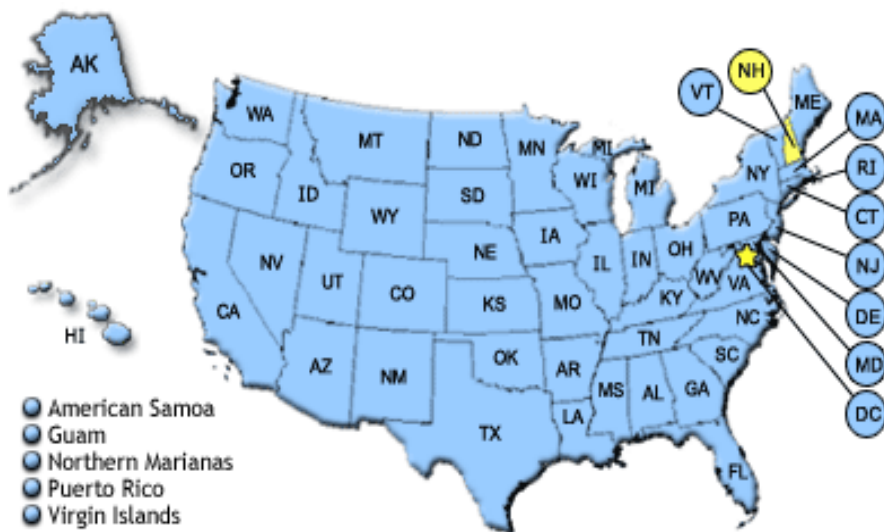 AK
NH
VT
ME
WA
MA
MT
ND
MN
MI
OR
RI
ID
SD
WI
MI
NY
WY
CT
IA
PA
NE
OH
NJ
NV
IL
IN
UT
WV
VA
CO
CA
KS
MO
KY
DE
NC
HI
TN
AZ
NM
OK
AR
SC
MD
MS
AL
GA
American Samoa
LA
DC
Guam
TX
Northern Marianas
FL
Puerto Rico
Virgin Islands